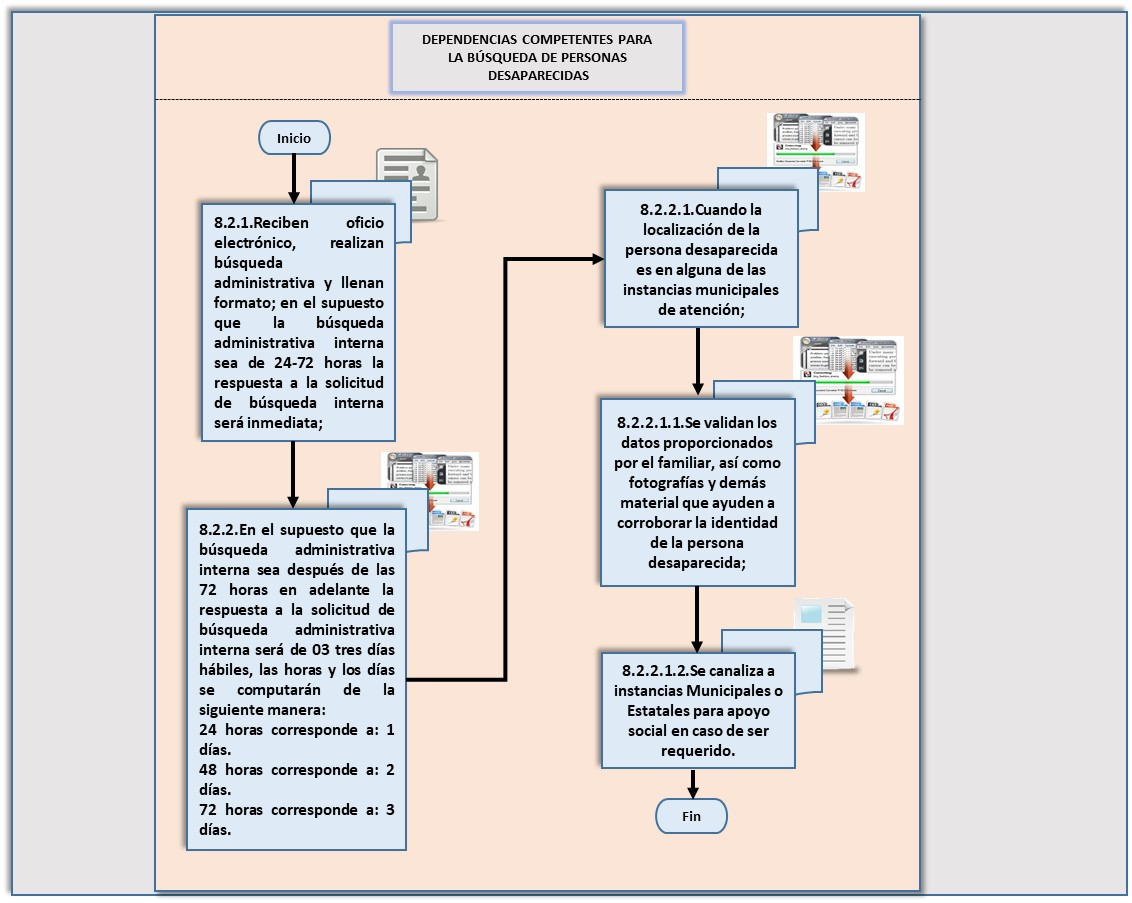 DEPENDENCIAS COMPETENTES PARA
LA BÚSQUEDA DE PERSONAS
DESAPARECIDAS
Inicio
8.2.1.Reciben oficio
electrónico, realizan
búsqueda
administrativa y llenan
formato; en el supuesto
que la búsqueda
administrativa interna
sea de 24-72 horas la
respuesta a la solicitud
de búsqueda interna
será inmediata;
8.2.2.En el supuesto que la
búsqueda administrativa
interna sea después de las
72 horas en adelante la
respuesta a la solicitud de
búsqueda administrativa
interna será de 03 tres días
hábiles, las horas y los días
se computarán de la
siguiente manera:
24 horas corresponde a: 1
días.
48 horas corresponde a: 2
días.
72 horas corresponde a: 3
días.
8.2.2.1.Cuando la
localización de la
persona desaparecida
es en alguna de las
instancias municipales
de atención;
8.2.2.1.1.Se validan los
datos proporcionados
por el familiar, así como
fotografías y demás
material que ayuden a
corroborar la identidad
de la persona
desaparecida;
8.2.2.1.2.Se canaliza a
instancias Municipales o
Estatales para apoyo
social en caso de ser
requerido.
Fin